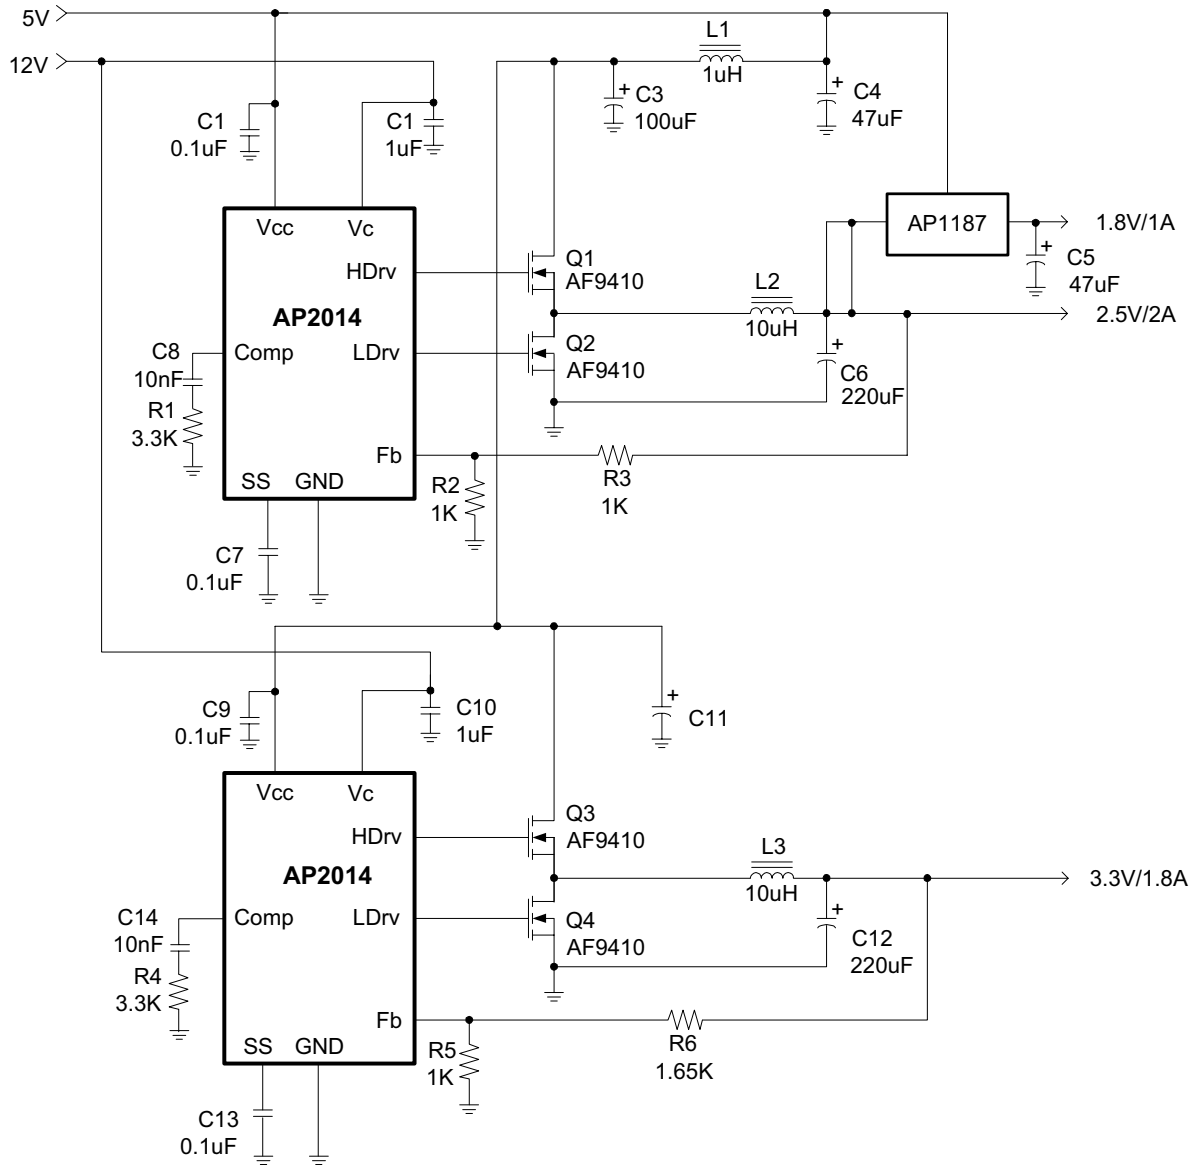 5V
12V
L1
1uH
C1
0.1uF
C1
1uF
+
C3
100uF
+
C4
47uF
Vcc
Vc
AP1187
1.8V/1A
+
C5
47uF
HDrv
Q1
AF9410
AP2014
L2
10uH
2.5V/2A
C8
10nF
Comp
LDrv
Q2
AF9410
+
C6
220uF
R1
3.3K
Fb
SS
GND
R2
1K
R3
1K
C7
0.1uF
C9
0.1uF
C10
1uF
+
C11
Vcc
Vc
HDrv
Q3
AF9410
AP2014
L3
10uH
3.3V/1.8A
C14
10nF
Comp
LDrv
Q4
AF9410
+
C12
220uF
R4
3.3K
Fb
SS
GND
R5
1K
R6
1.65K
C13
0.1uF